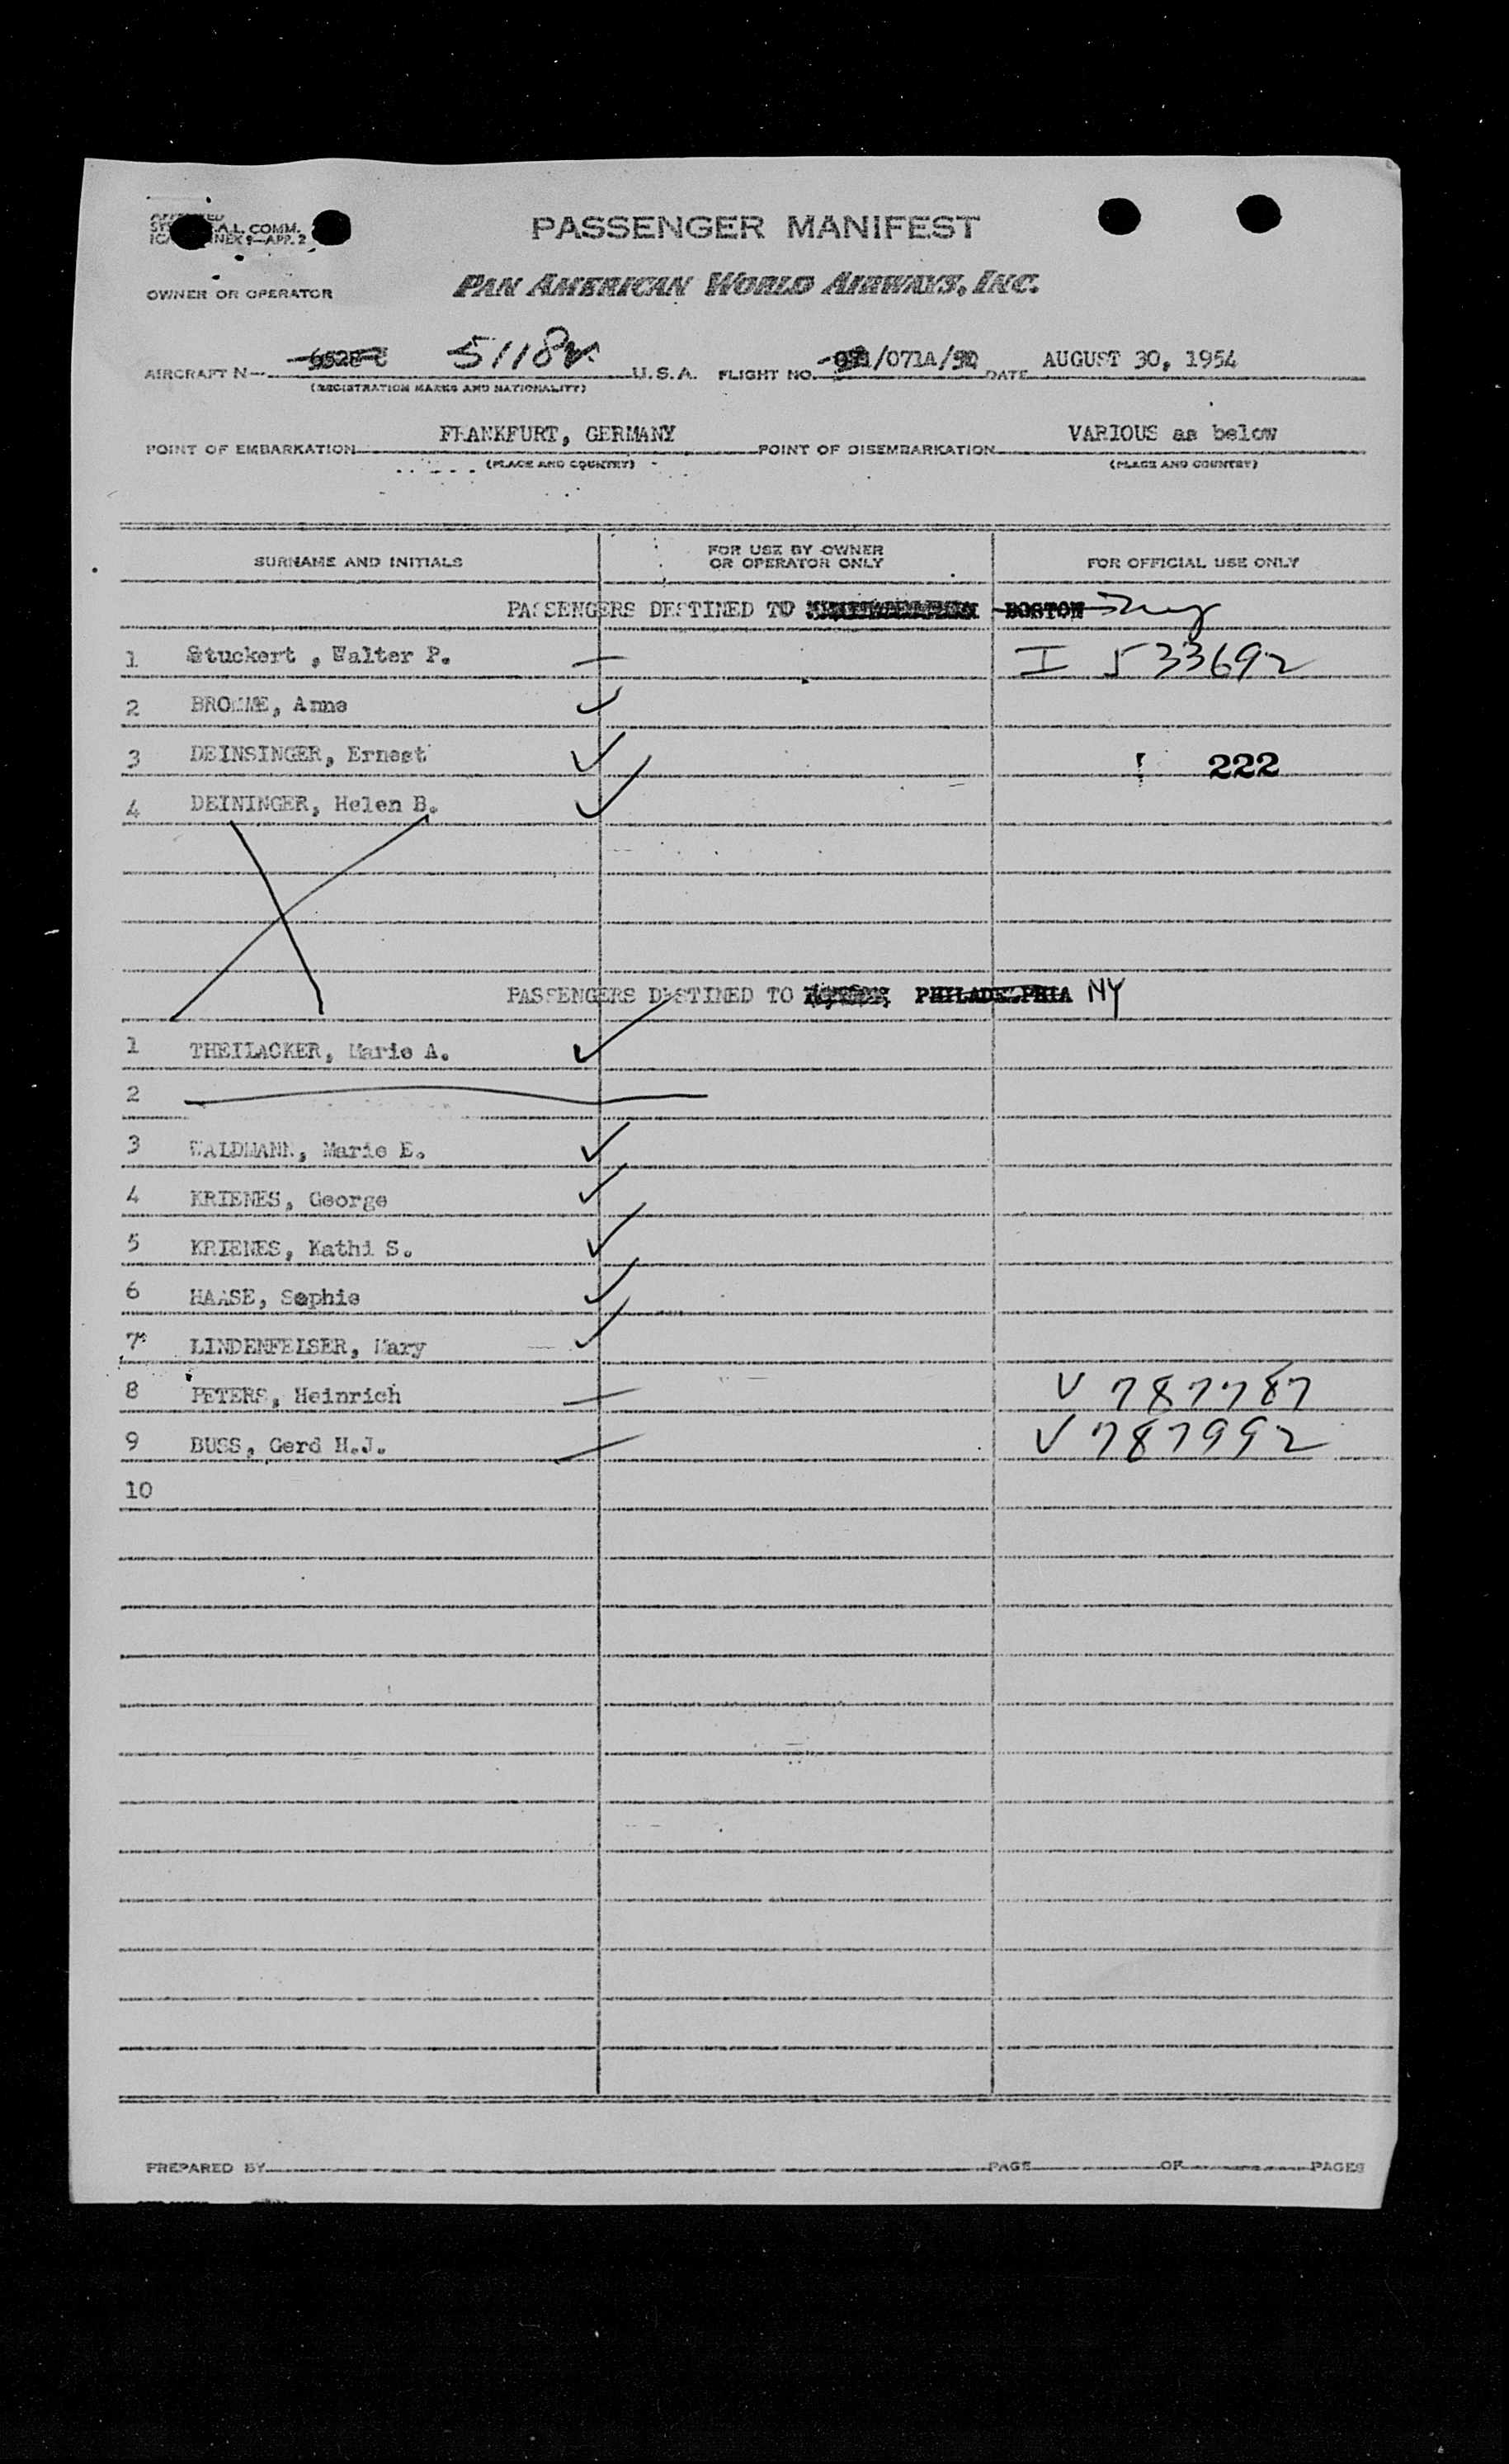 A.L. COMM.
NEX 9—APP. 2
PASSENGER MANIFEST
OWNER OR OPERATOR
PAN AMERICAN WORLD AIRWAYS, INC.
AIRCRAFT N— 5118V U.S.A. FLIGHT NO. /071A/ DATE AUGUST 30, 1954
(REGISTRATION MARKS AND NATIONALITY)
POINT OF EMBARKATION FRANKFURT, GERMANY POINT OF DISEMBARKATION VARIOUS as below
(PLACE AND COUNTRY) (PLACE AND COUNTRY)
SURNAME AND INITIALS FOR USE BY OWNER OR OPERATOR ONLY FOR OFFICIAL USE ONLY
PASSENGERS DESTINED TO BOSTON
1 Stuckert , Walter P. I 533692
2 BROMME, Anna
3 DEINSINGER, Ernest 222
4 DEININGER, Helen B.
PASSENGERS DESTINED TO PHILADELPHIA NY
1 THEILACKER, Marie A.
2
3 WALDMANN, Marie E.
4 KRIENES, George
5 KRIENES, Kathi S.
6 HAASE, Sophie
7 LINDENFELSER, Mary
8 PETERS, Heinrich V 787787
9 BUSS, Gerd H.J. V 787992
10
PREPARED BY PAGE OF PAGES